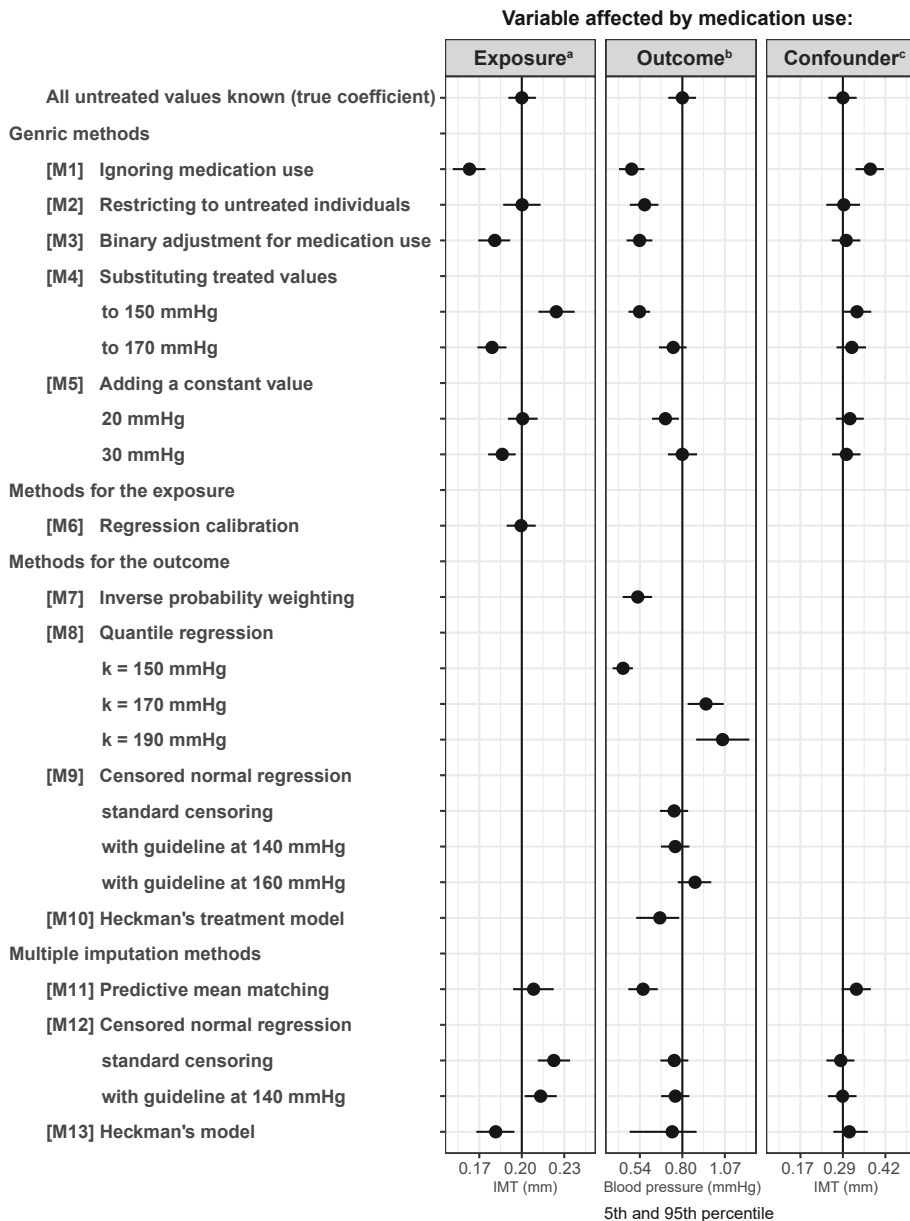 Variable affected by medication use:
Exposureᵃ Outcomeᵇ Confounderᶜ
All untreated values known (true coefficient)
Genric methods
[M1] Ignoring medication use
[M2] Restricting to untreated individuals
[M3] Binary adjustment for medication use
[M4] Substituting treated values
to 150 mmHg
to 170 mmHg
[M5] Adding a constant value
20 mmHg
30 mmHg
Methods for the exposure
[M6] Regression calibration
Methods for the outcome
[M7] Inverse probability weighting
[M8] Quantile regression
k = 150 mmHg
k = 170 mmHg
k = 190 mmHg
[M9] Censored normal regression
standard censoring
with guideline at 140 mmHg
with guideline at 160 mmHg
[M10] Heckman's treatment model
Multiple imputation methods
[M11] Predictive mean matching
[M12] Censored normal regression
standard censoring
with guideline at 140 mmHg
[M13] Heckman's model
0.17 0.20 0.23 0.54 0.80 1.07 0.17 0.29 0.42
IMT (mm) Blood pressure (mmHg) IMT (mm)
5th and 95th percentile